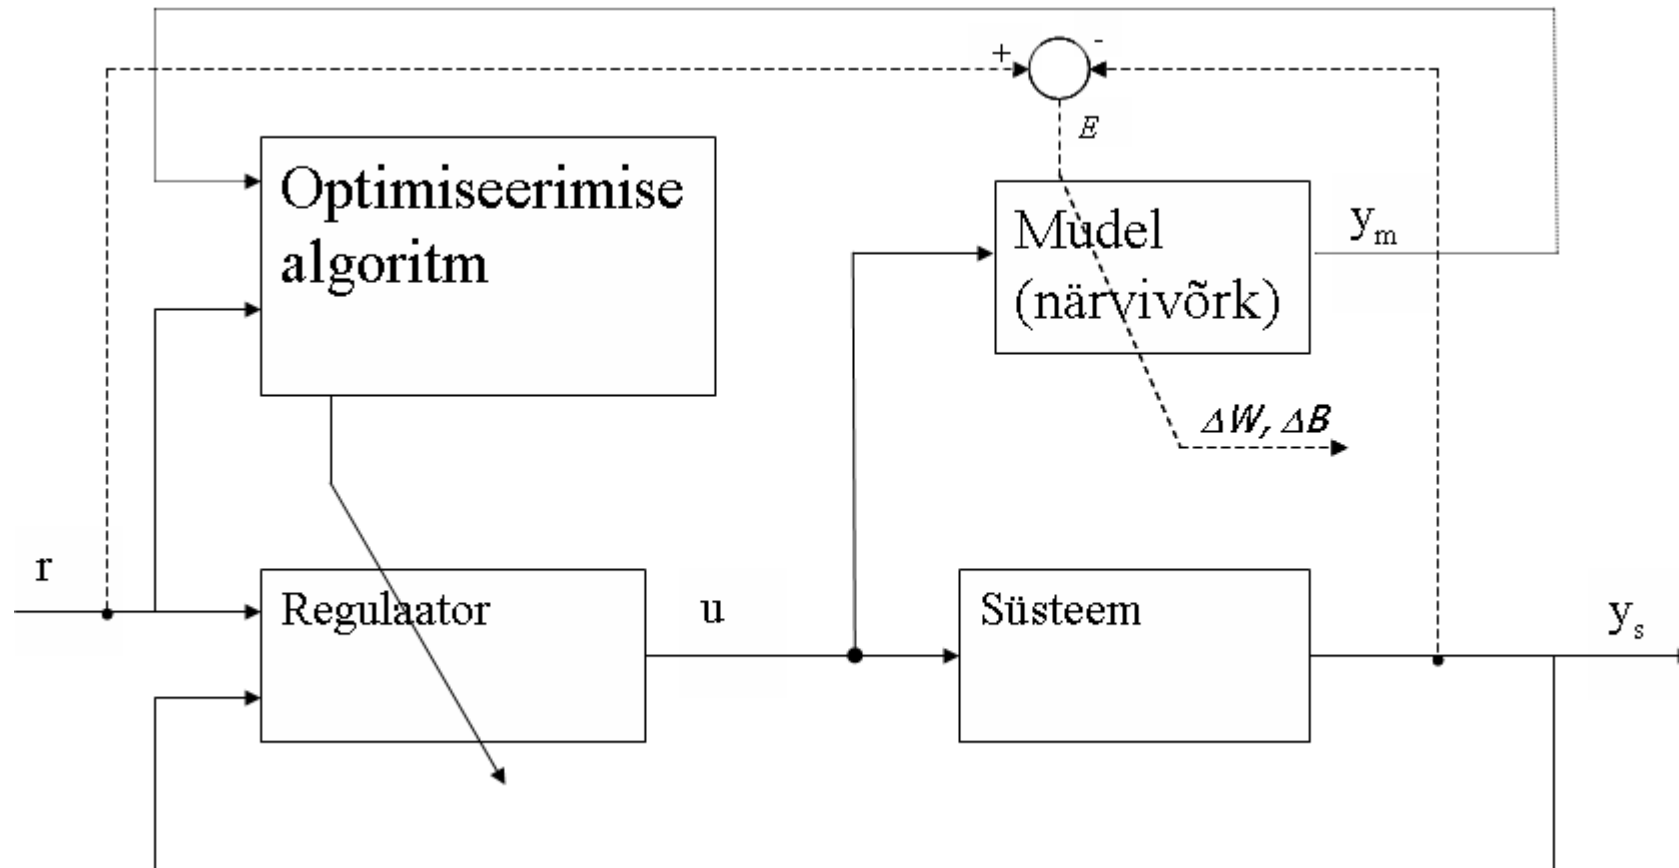 + -
E
Optimiseerimise
algoritm
Mudel
(närvivõrk)
yₘ
ΔW, ΔB
r
Regulaator
u
Süsteem
yₛ